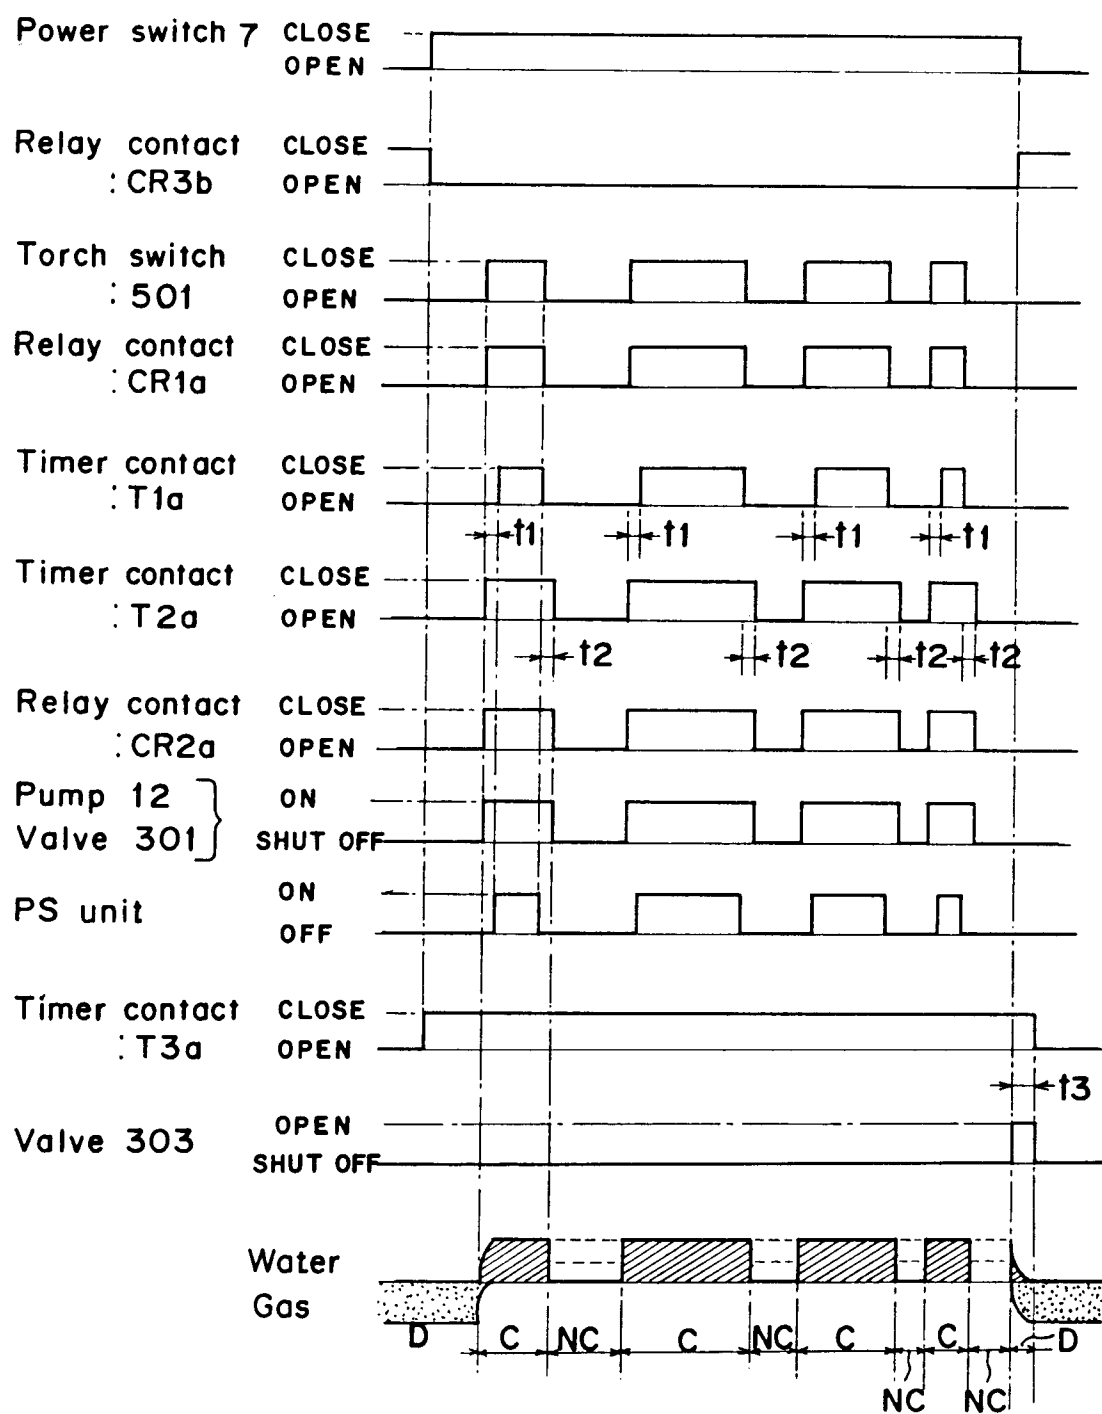 Power switch 7 CLOSE
OPEN
Relay contact CLOSE
: CR3b OPEN
Torch switch CLOSE
: 501 OPEN
Relay contact CLOSE
: CR1a OPEN
Timer contact CLOSE
: T1a OPEN
t1 t1 t1 t1
Timer contact CLOSE
: T2a OPEN
t2 t2 t2 t2
Relay contact CLOSE
: CR2a OPEN
Pump 12 ON
Valve 301 SHUT OFF
PS unit ON
OFF
Timer contact CLOSE
: T3a OPEN
t3
Valve 303 OPEN
SHUT OFF
Water
Gas
D C NC C NC C C D
NC NC